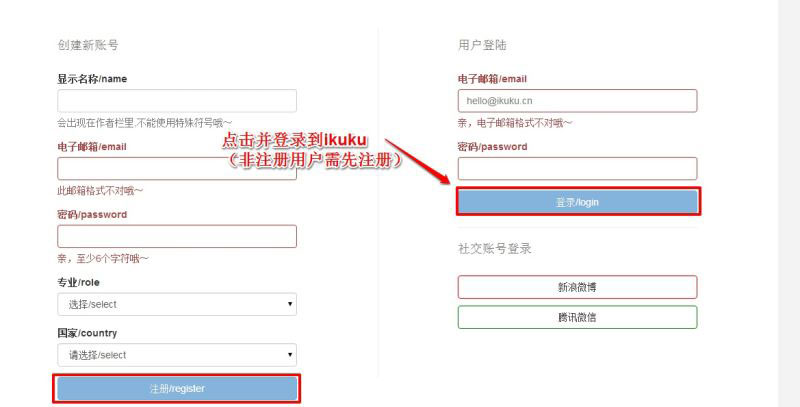 创建新账号
显示名称/name
会出现在作者栏里,不能使用特殊符号哦～
电子邮箱/email
此邮箱格式不对哦～
密码/password
亲，至少6个字符哦～
专业/role
选择/select
国家/country
请选择/select
注册/register
点击并登录到ikuku
（非注册用户需先注册）
用户登陆
电子邮箱/email
hello@ikuku.cn
亲，电子邮箱格式不对哦～
密码/password
登录/login
社交账号登录
新浪微博
腾讯微信